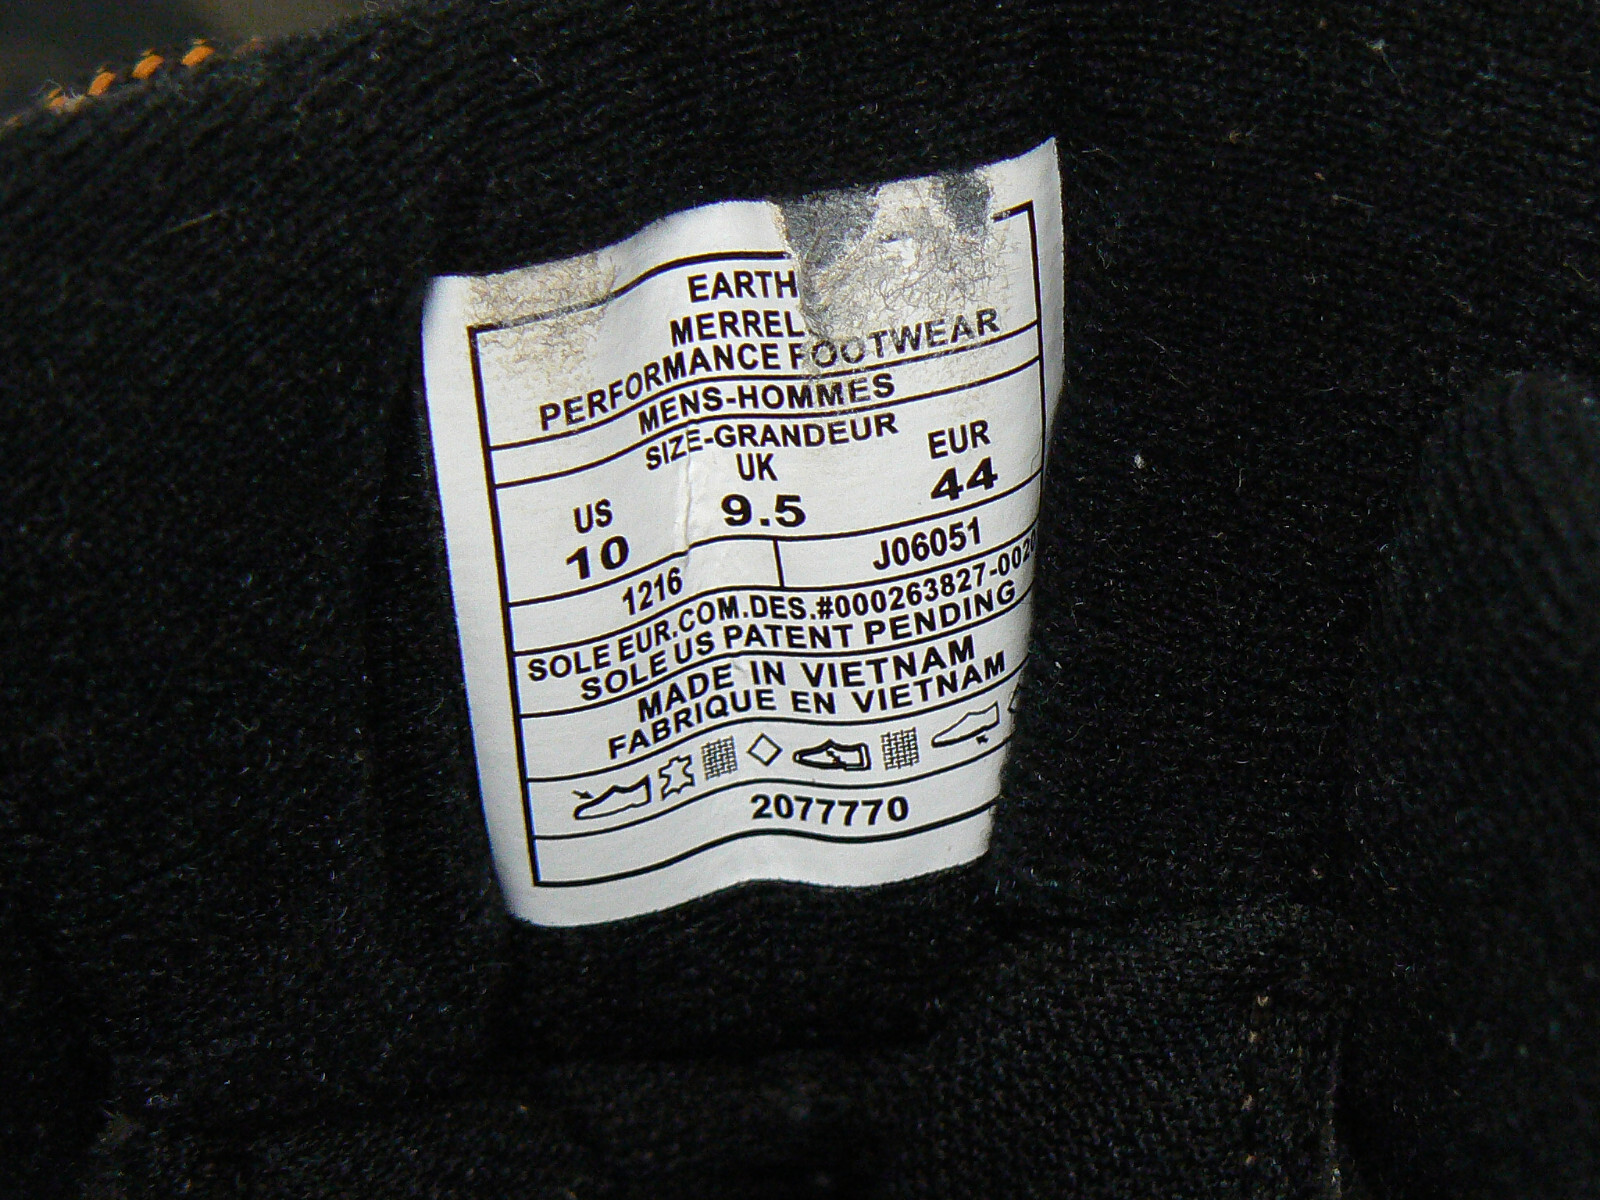 EARTH
MERREL
PERFORMANCE FOOTWEAR
MENS-HOMMES
SIZE-GRANDEUR
US UK EUR
10 9.5 44
1216 J06051
SOLE EUR.COM.DES.#000263827-0020
SOLE US PATENT PENDING
MADE IN VIETNAM
FABRIQUE EN VIETNAM
2077770